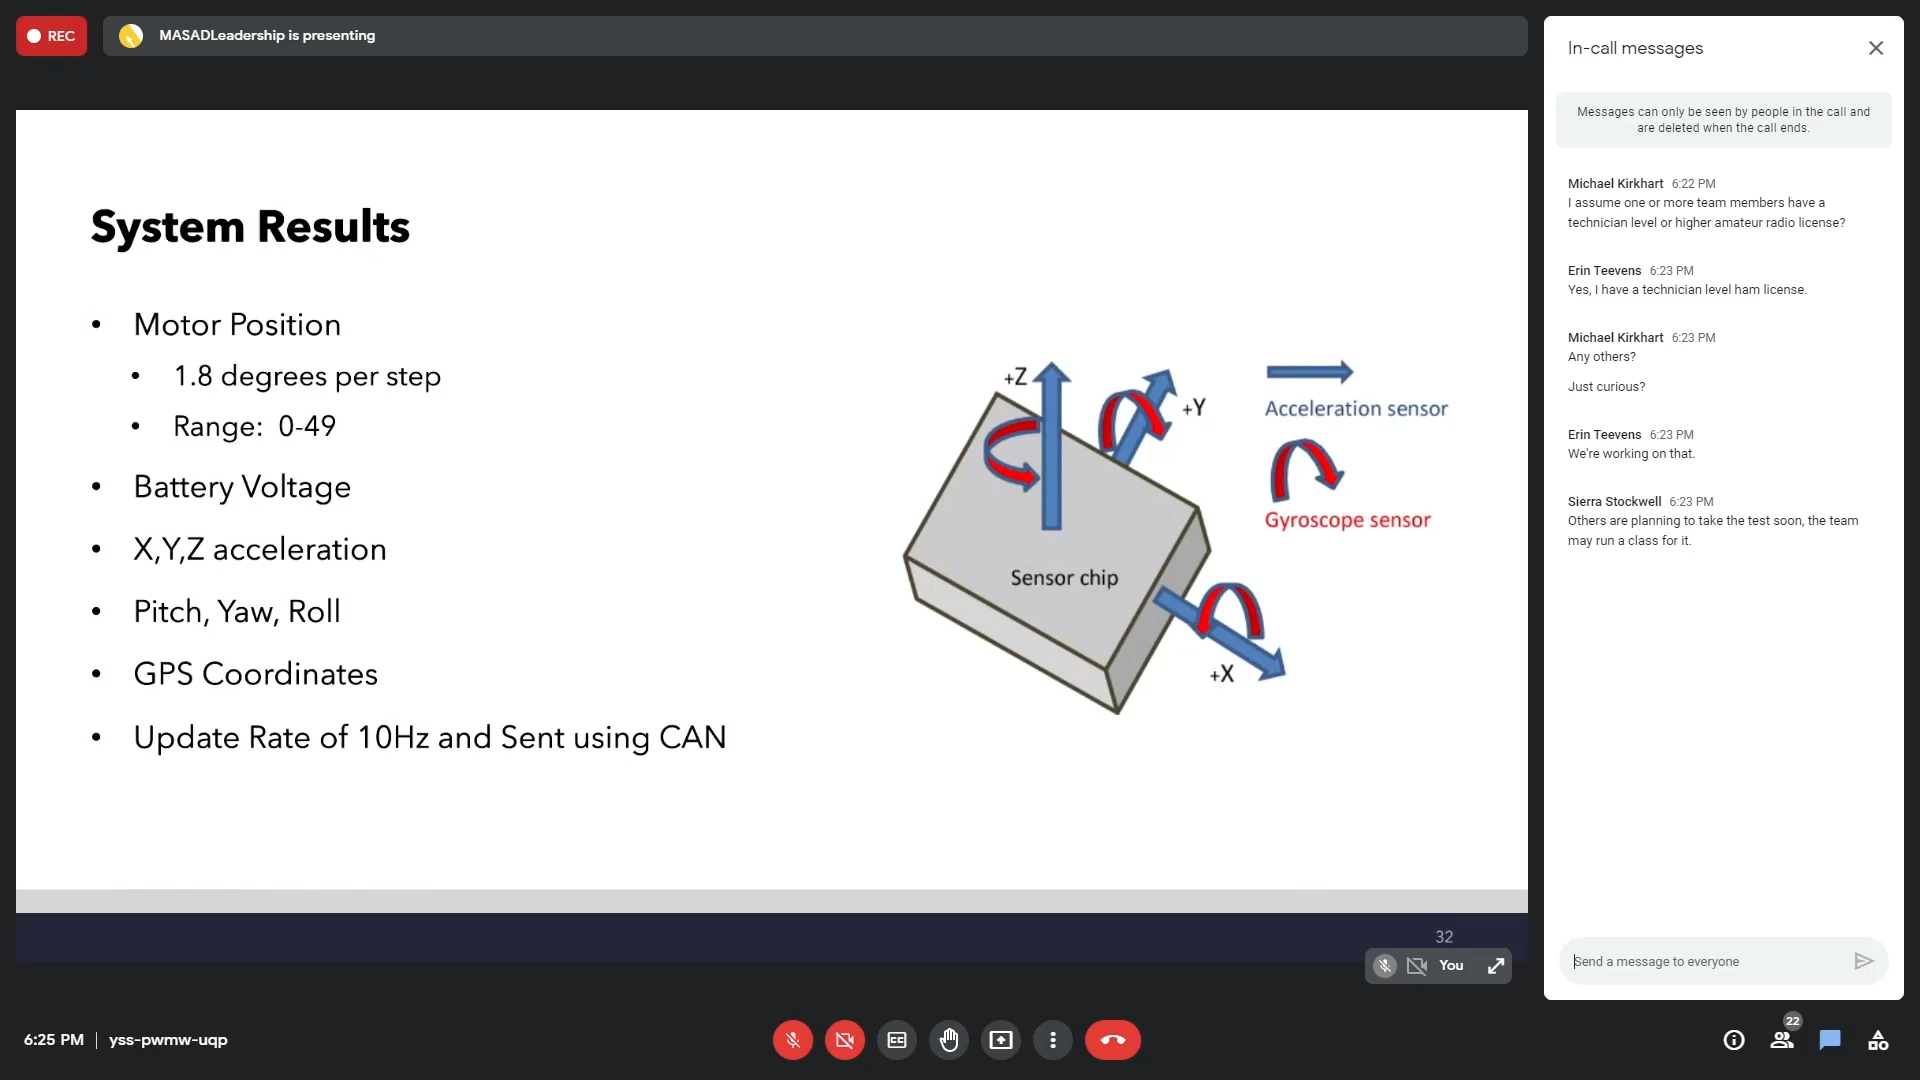 REC
MASADLeadership is presenting
System Results
• Motor Position
• 1.8 degrees per step
• Range: 0-49
• Battery Voltage
• X,Y,Z acceleration
• Pitch, Yaw, Roll
• GPS Coordinates
• Update Rate of 10Hz and Sent using CAN
+Z
+Y
+X
Sensor chip
Acceleration sensor
Gyroscope sensor
32
You
In-call messages
Messages can only be seen by people in the call and
are deleted when the call ends.
Michael Kirkhart 6:22 PM
I assume one or more team members have a
technician level or higher amateur radio license?
Erin Teevens 6:23 PM
Yes, I have a technician level ham license.
Michael Kirkhart 6:23 PM
Any others?
Just curious?
Erin Teevens 6:23 PM
We're working on that.
Sierra Stockwell 6:23 PM
Others are planning to take the test soon, the team
may run a class for it.
Send a message to everyone
6:25 PM | yss-pwmw-uqp
22